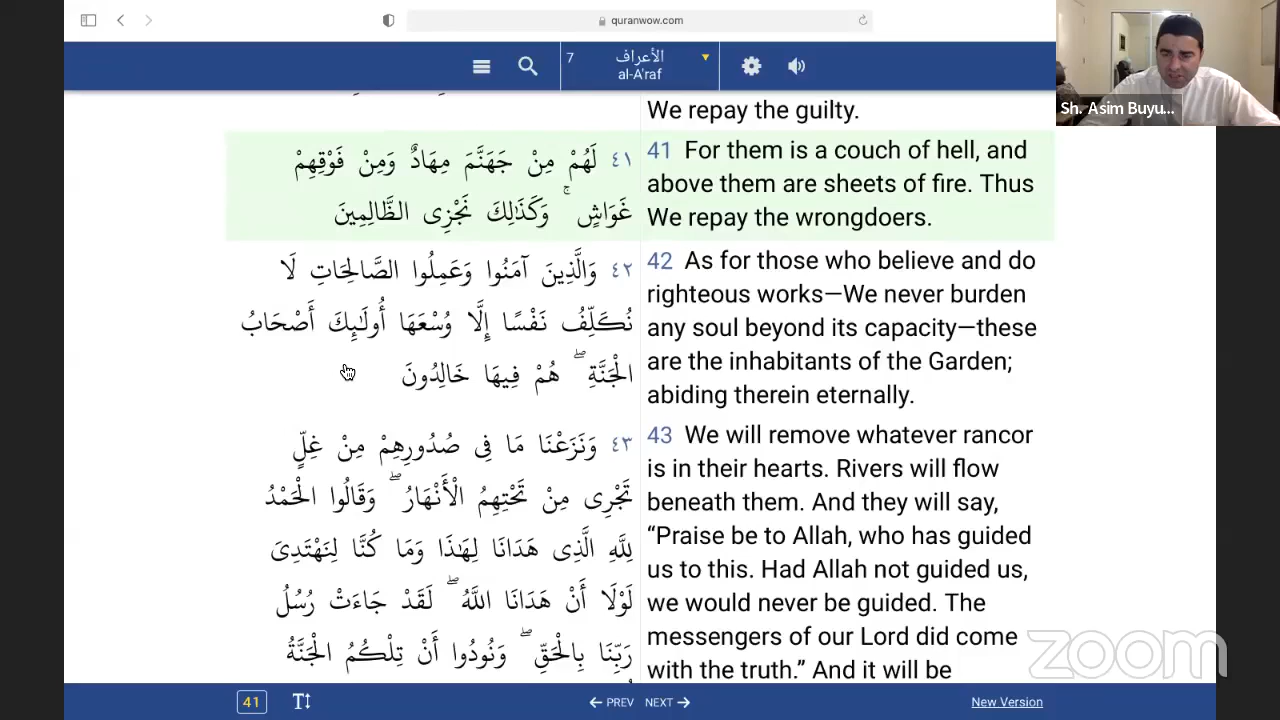 quranwow.com
7
الأعراف
al-A'raf
Sh. Asim Buyu...
We repay the guilty.
٤١ لَهُمْ مِنْ جَهَنَّمَ مِهَادٌ وَمِنْ فَوْقِهِمْ
غَوَاشٍ ۚ وَكَذَٰلِكَ نَجْزِى الظَّالِمِينَ
41 For them is a couch of hell, and
above them are sheets of fire. Thus
We repay the wrongdoers.
٤٢ وَالَّذِينَ آمَنُوا وَعَمِلُوا الصَّالِحَاتِ لَا
نُكَلِّفُ نَفْسًا إِلَّا وُسْعَهَا أُولَـٰئِكَ أَصْحَابُ
الْجَنَّةِ ۖ هُمْ فِيهَا خَالِدُونَ
42 As for those who believe and do
righteous works—We never burden
any soul beyond its capacity—these
are the inhabitants of the Garden;
abiding therein eternally.
٤٣ وَنَزَعْنَا مَا فِى صُدُورِهِمْ مِنْ غِلٍّ
تَجْرِى مِنْ تَحْتِهِمُ الْأَنْهَارُ ۖ وَقَالُوا الْحَمْدُ
لِلَّهِ الَّذِى هَدَانَا لِهَـٰذَا وَمَا كُنَّا لِنَهْتَدِىَ
لَوْلَا أَنْ هَدَانَا اللَّهُ ۖ لَقَدْ جَاءَتْ رُسُلُ
رَبِّنَا بِالْحَقِّ ۖ وَنُودُوا أَنْ تِلْكُمُ الْجَنَّةُ
43 We will remove whatever rancor
is in their hearts. Rivers will flow
beneath them. And they will say,
“Praise be to Allah, who has guided
us to this. Had Allah not guided us,
we would never be guided. The
messengers of our Lord did come
with the truth.” And it will be
zoom
41
PREV NEXT
New Version